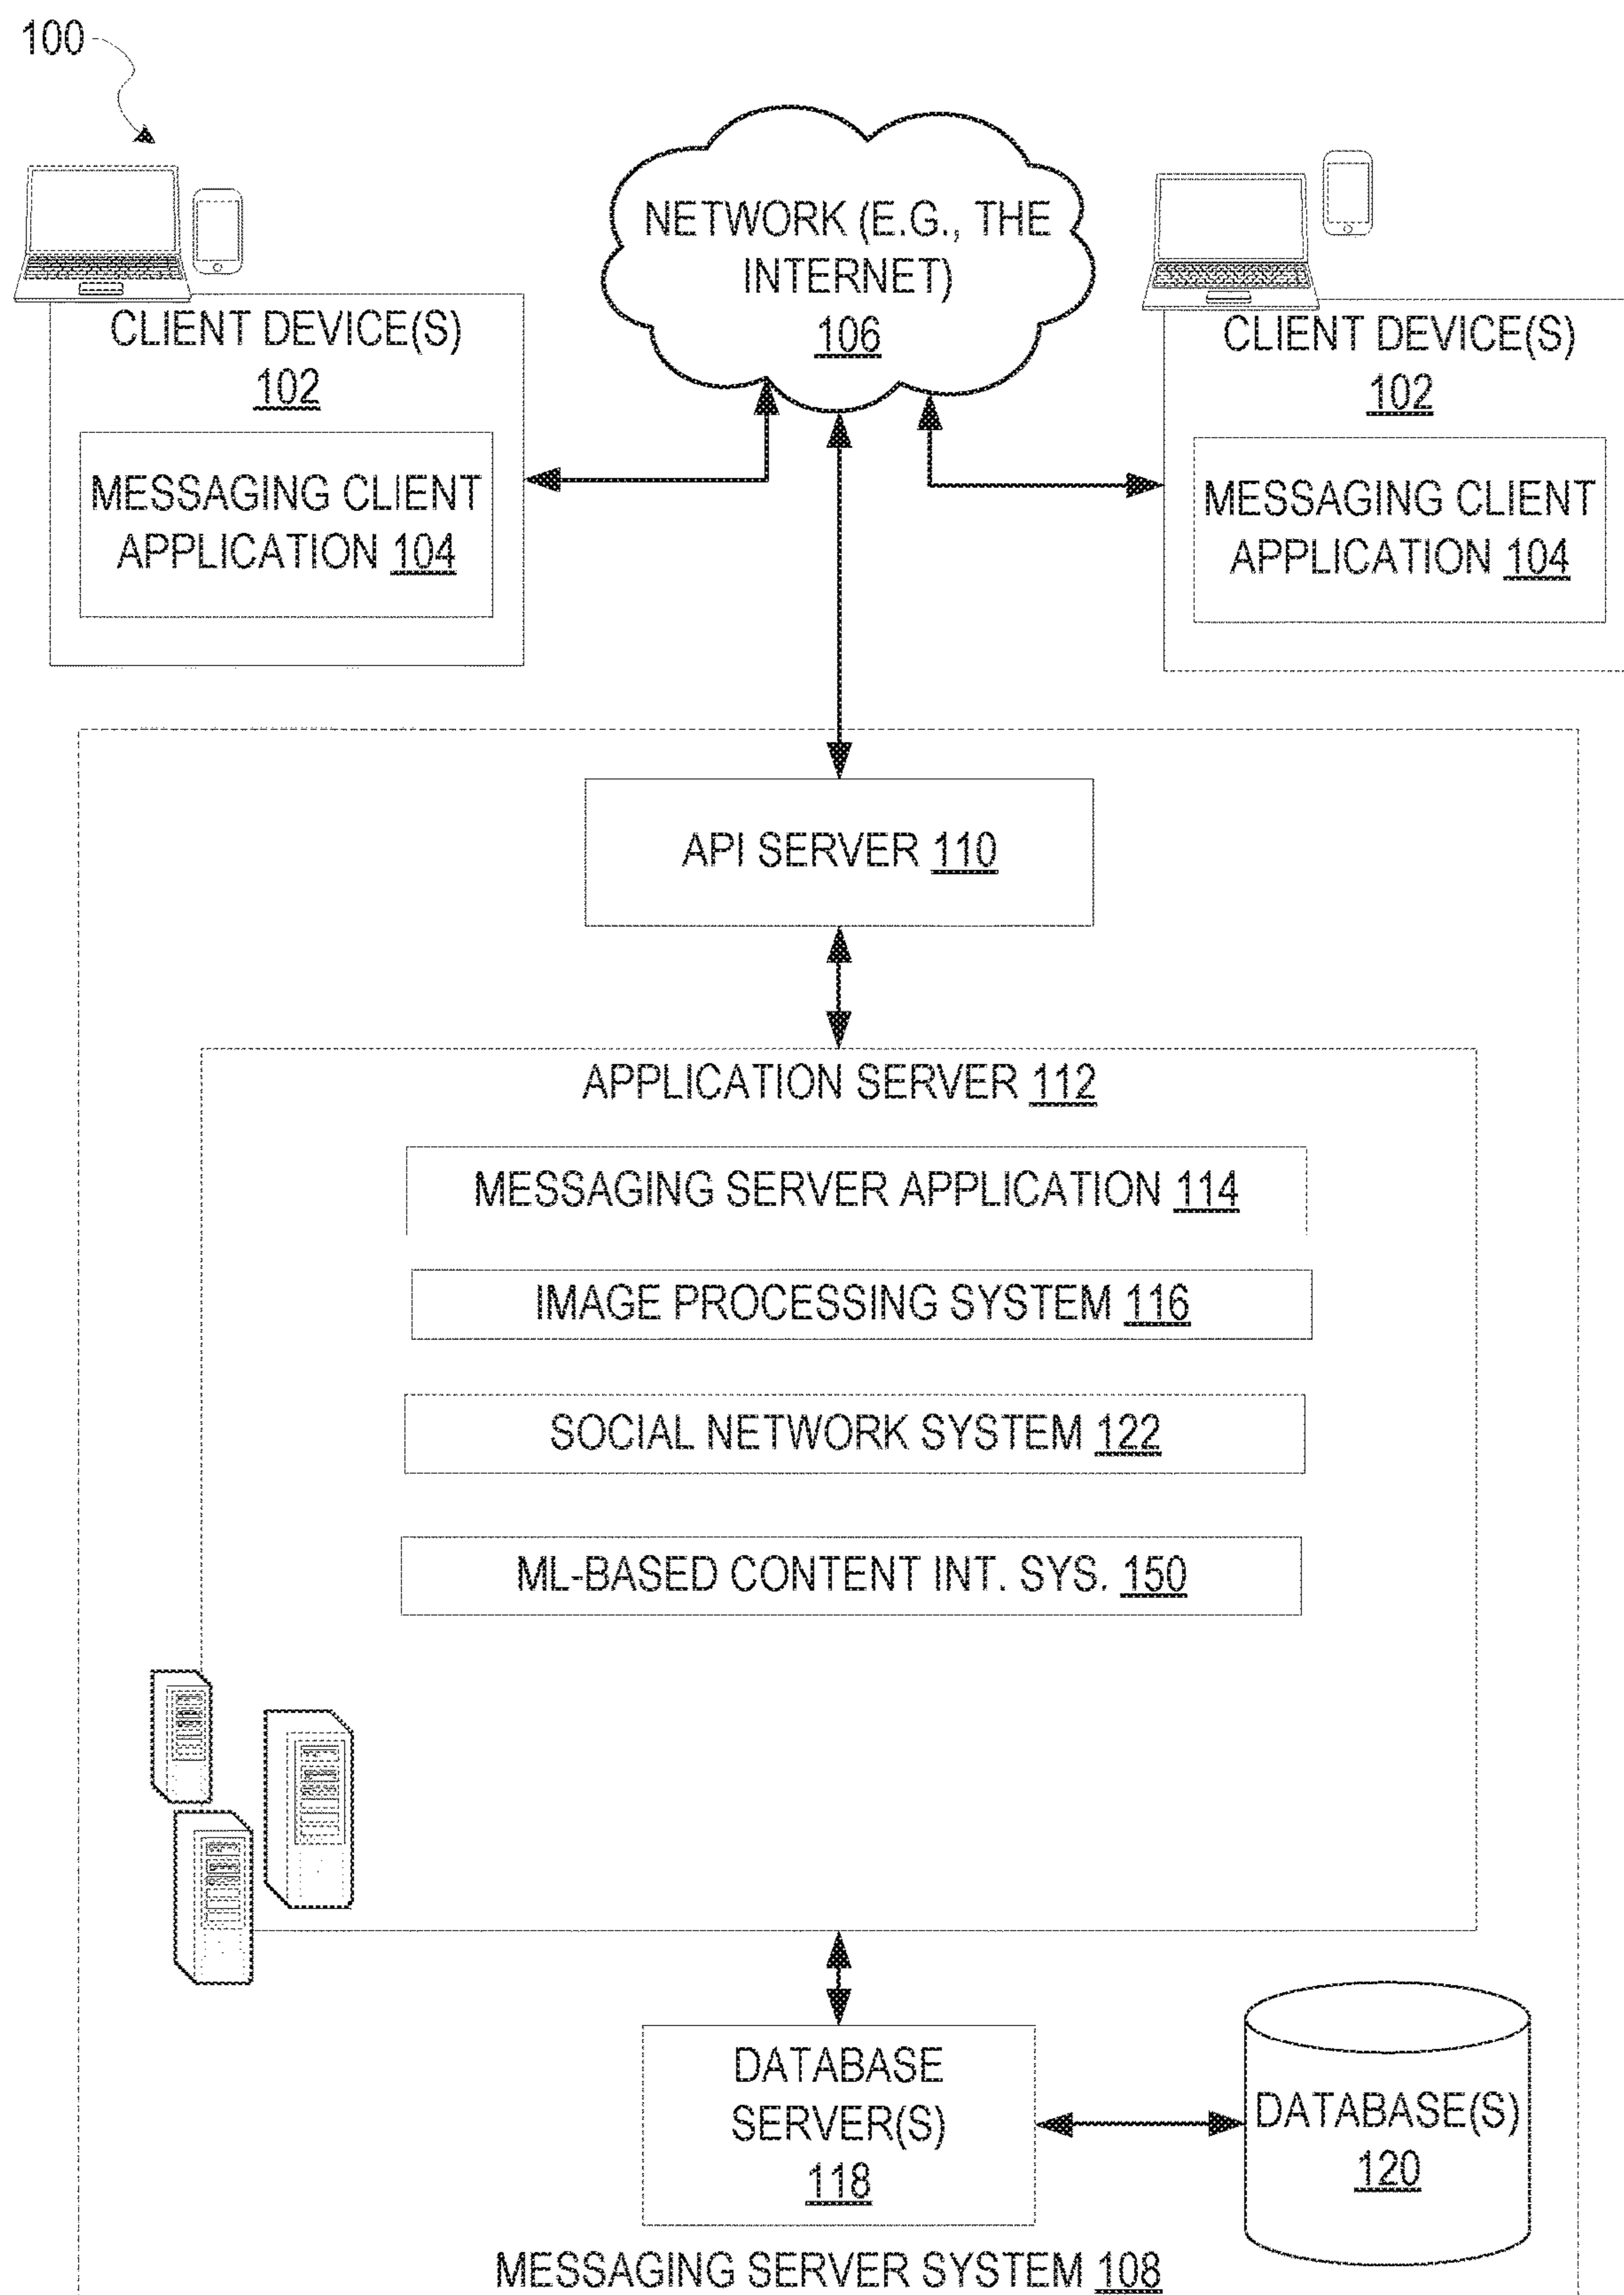 100
NETWORK (E.G., THE
INTERNET)
106
CLIENT DEVICE(S)
102
MESSAGING CLIENT
APPLICATION 104
CLIENT DEVICE(S)
102
MESSAGING CLIENT
APPLICATION 104
API SERVER 110
APPLICATION SERVER 112
MESSAGING SERVER APPLICATION 114
IMAGE PROCESSING SYSTEM 116
SOCIAL NETWORK SYSTEM 122
ML-BASED CONTENT INT. SYS. 150
DATABASE
SERVER(S)
118
DATABASE(S)
120
MESSAGING SERVER SYSTEM 108